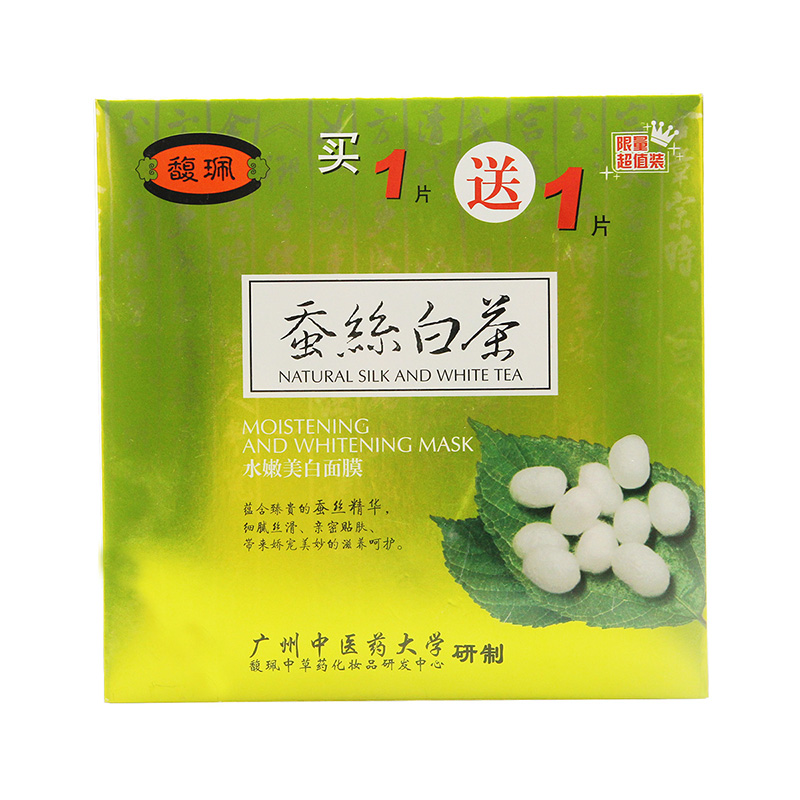 馥珮
买1片送1片
限量
超值装
蚕絲白茶
NATURAL SILK AND WHITE TEA
MOISTENING
AND WHITENING MASK
水嫩美白面膜
蕴含臻贵的蚕丝精华，
细腻丝滑、亲密贴肤，
带来娇完美妙的滋养呵护。
广州中医药大学
馥珮中草药化妆品研发中心 研制